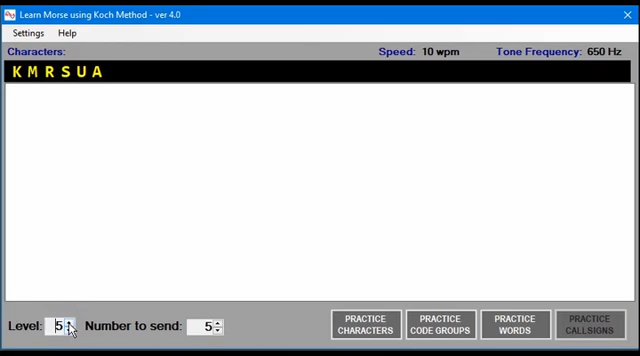 Learn Morse using Koch Method - ver 4.0
Settings Help
Characters: Speed: 10 wpm Tone Frequency: 650 Hz
K M R S U A
Level: 5 Number to send: 5
PRACTICE CHARACTERS
PRACTICE CODE GROUPS
PRACTICE WORDS
PRACTICE CALLSIGNS